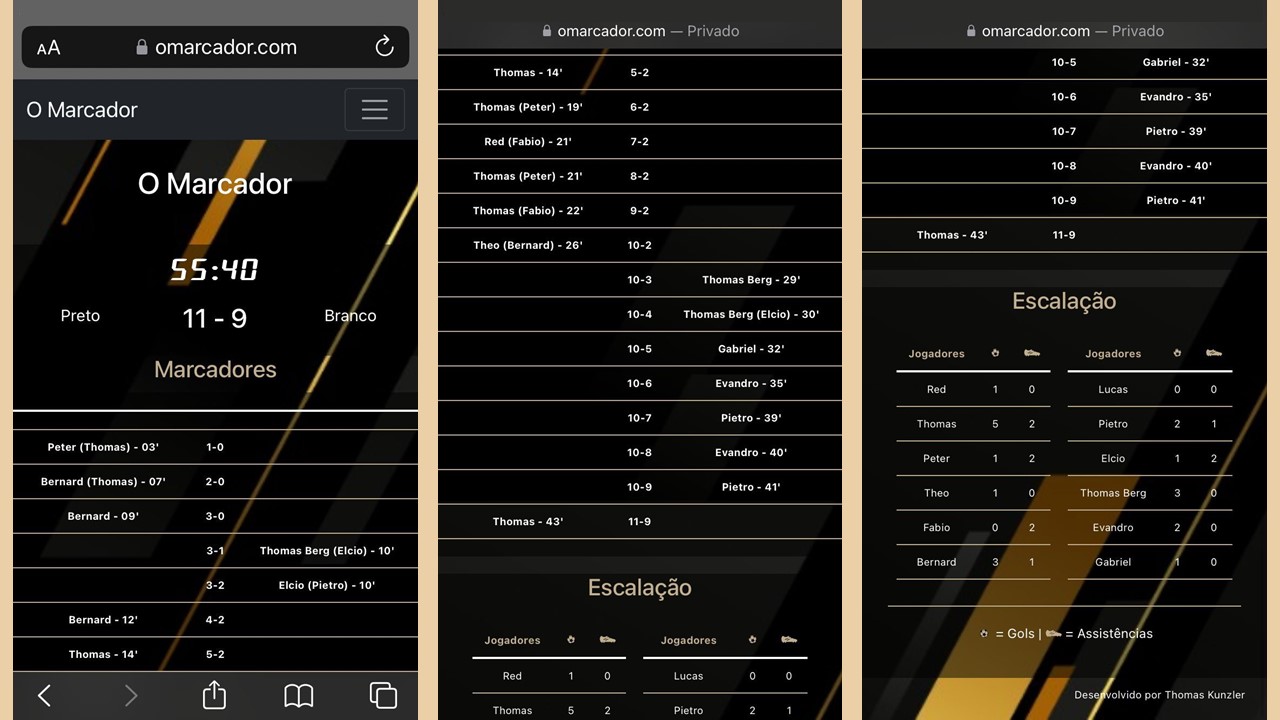 AA omarcador.com
O Marcador
O Marcador
55:40
Preto 11 - 9 Branco
Marcadores
Peter (Thomas) - 03' 1-0
Bernard (Thomas) - 07' 2-0
Bernard - 09' 3-0
3-1 Thomas Berg (Elcio) - 10'
3-2 Elcio (Pietro) - 10'
Bernard - 12' 4-2
Thomas - 14' 5-2
omarcador.com — Privado
Thomas - 14' 5-2
Thomas (Peter) - 19' 6-2
Red (Fabio) - 21' 7-2
Thomas (Peter) - 21' 8-2
Thomas (Fabio) - 22' 9-2
Theo (Bernard) - 26' 10-2
10-3 Thomas Berg - 29'
10-4 Thomas Berg (Elcio) - 30'
10-5 Gabriel - 32'
10-6 Evandro - 35'
10-7 Pietro - 39'
10-8 Evandro - 40'
10-9 Pietro - 41'
Thomas - 43' 11-9
Escalação
Jogadores Jogadores
Red 1 0 Lucas 0 0
Thomas 5 2 Pietro 2 1
omarcador.com — Privado
10-5 Gabriel - 32'
10-6 Evandro - 35'
10-7 Pietro - 39'
10-8 Evandro - 40'
10-9 Pietro - 41'
Thomas - 43' 11-9
Escalação
Jogadores Jogadores
Red 1 0 Lucas 0 0
Thomas 5 2 Pietro 2 1
Peter 1 2 Elcio 1 2
Theo 1 0 Thomas Berg 3 0
Fabio 0 2 Evandro 2 0
Bernard 3 1 Gabriel 1 0
= Gols | = Assistências
Desenvolvido por Thomas Kunzler